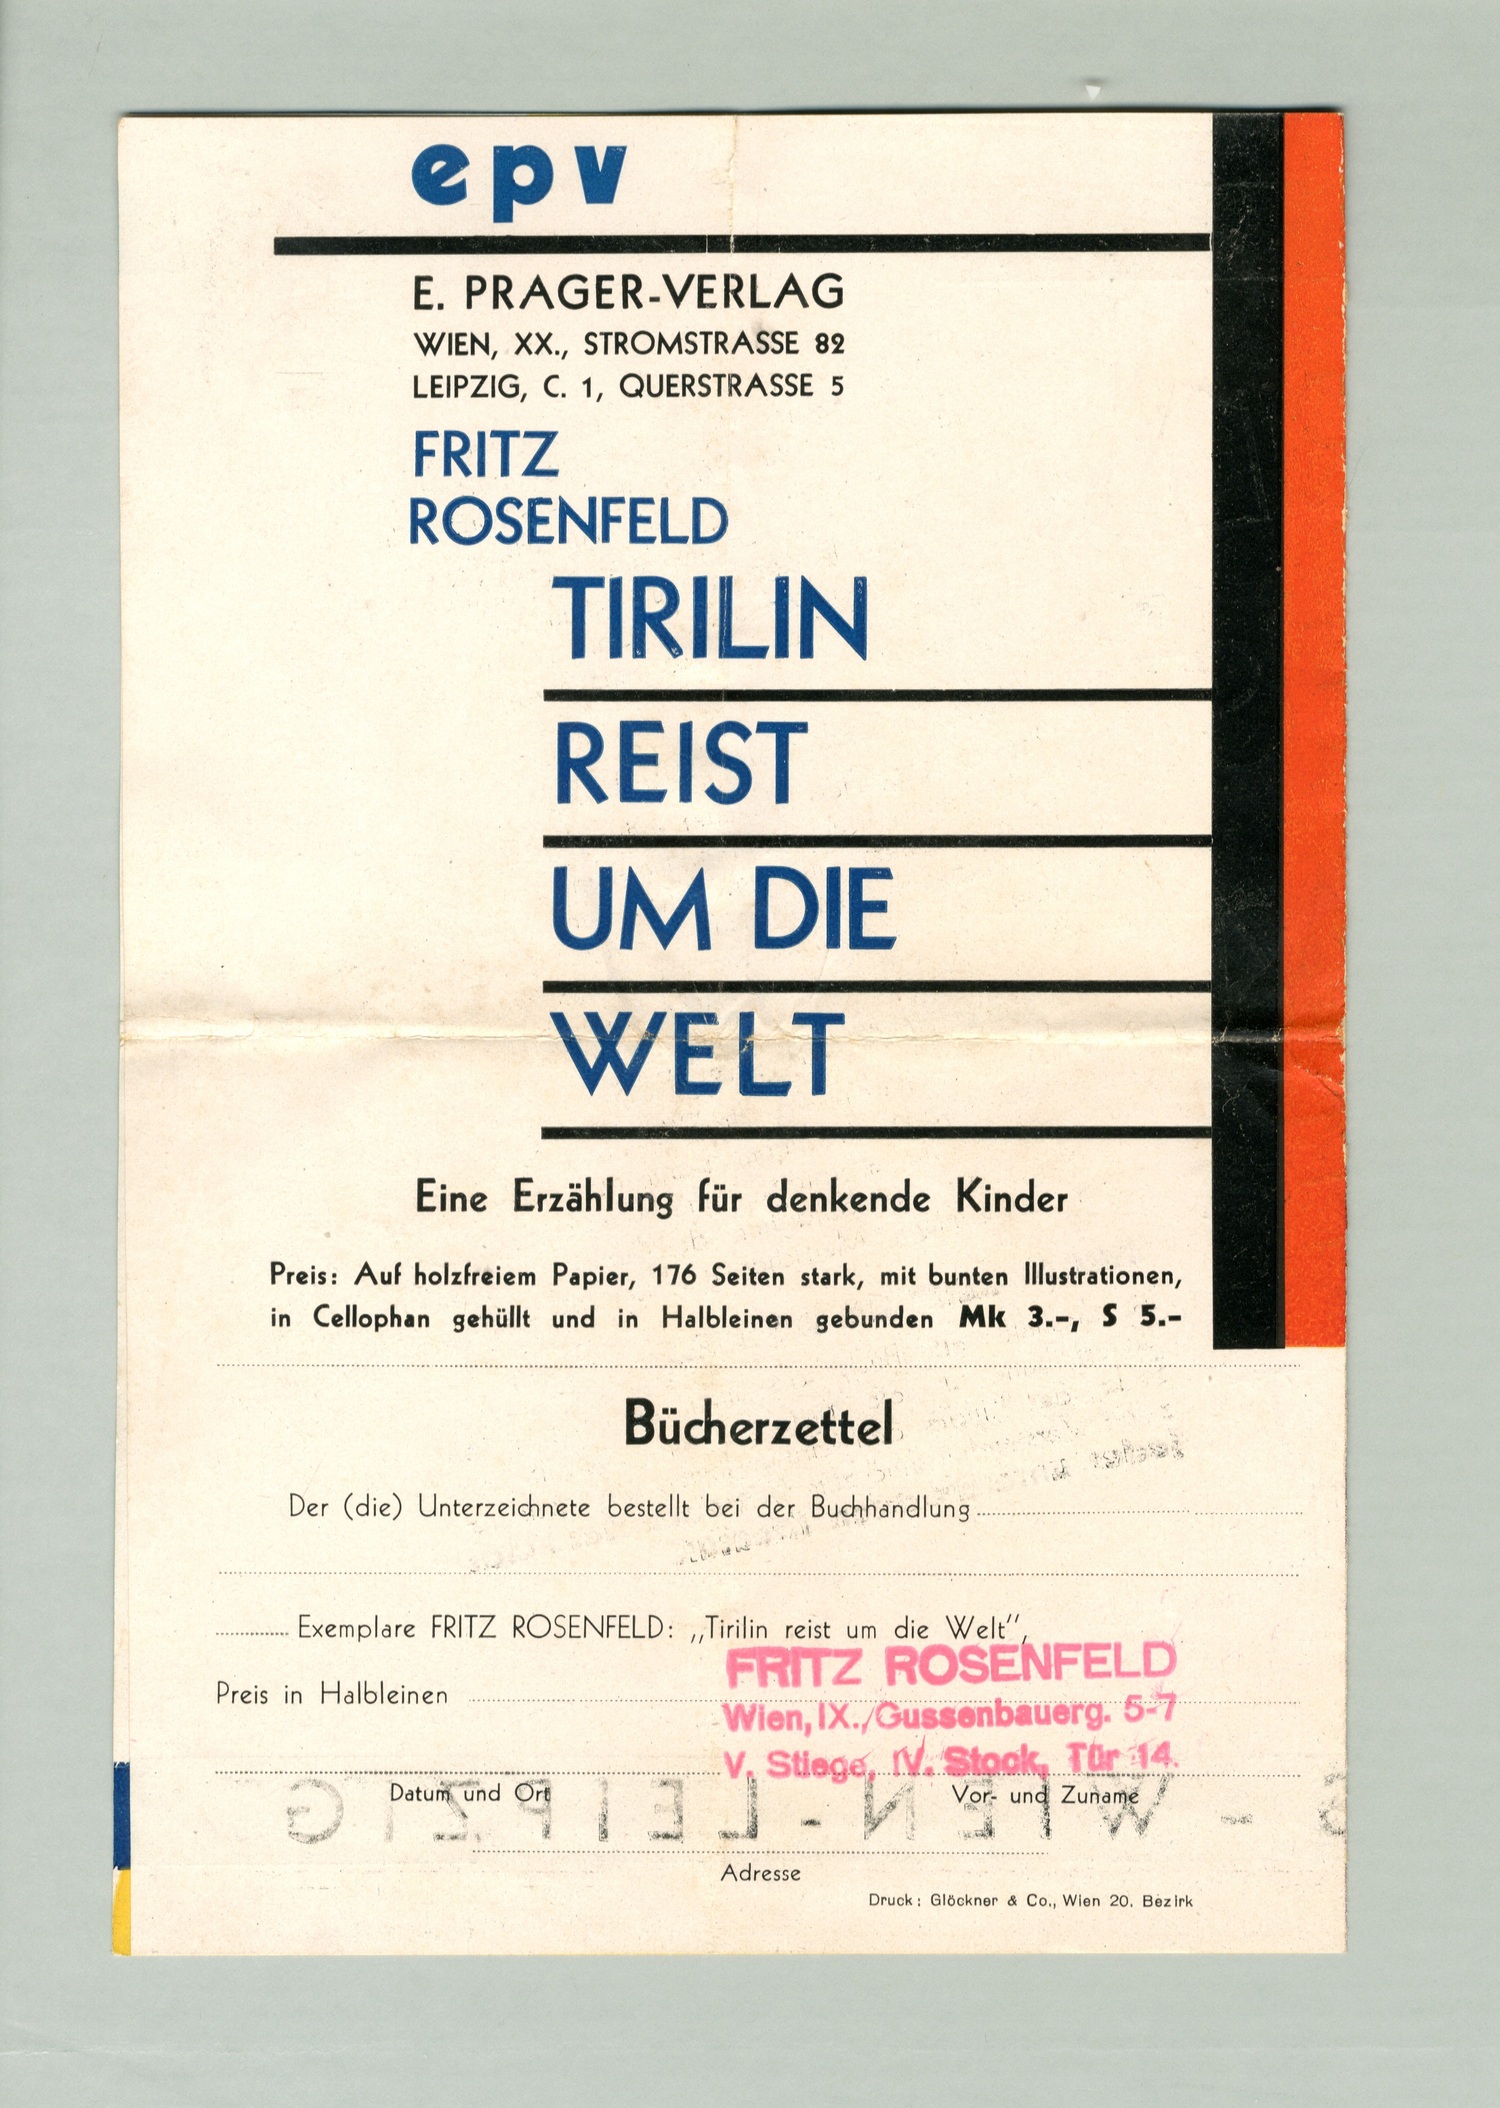 epv
E. PRAGER-VERLAG
WIEN, XX., STROMSTRASSE 82
LEIPZIG, C. 1, QUERSTRASSE 5
FRITZ
ROSENFELD
TIRILIN
REIST
UM DIE
WELT
Eine Erzählung für denkende Kinder
Preis: Auf holzfreiem Papier, 176 Seiten stark, mit bunten Illustrationen,
in Cellophan gehüllt und in Halbleinen gebunden Mk 3.-, S 5.-
Bücherzettel
Der (die) Unterzeichnete bestellt bei der Buchhandlung
Exemplare FRITZ ROSENFELD: „Tirilin reist um die Welt",
FRITZ ROSENFELD
Preis in Halbleinen
Wien, IX./Gussenbauerg. 5-7
V. Stiege, IV. Stock, Tür 14.
Datum und Ort
Vor- und Zuname
WIEN-LEIPZIG
Adresse
Druck: Glöckner & Co., Wien 20. Bezirk